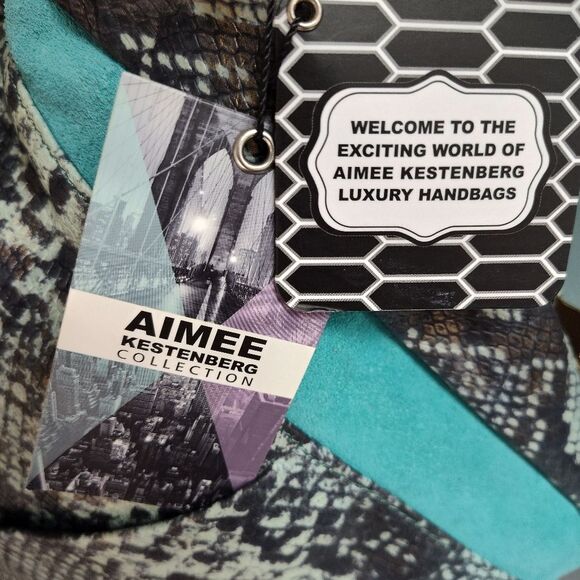 WELCOME TO THE
EXCITING WORLD OF
AIMEE KESTENBERG
LUXURY HANDBAGS
AIMEE
KESTENBERG
COLLECTION